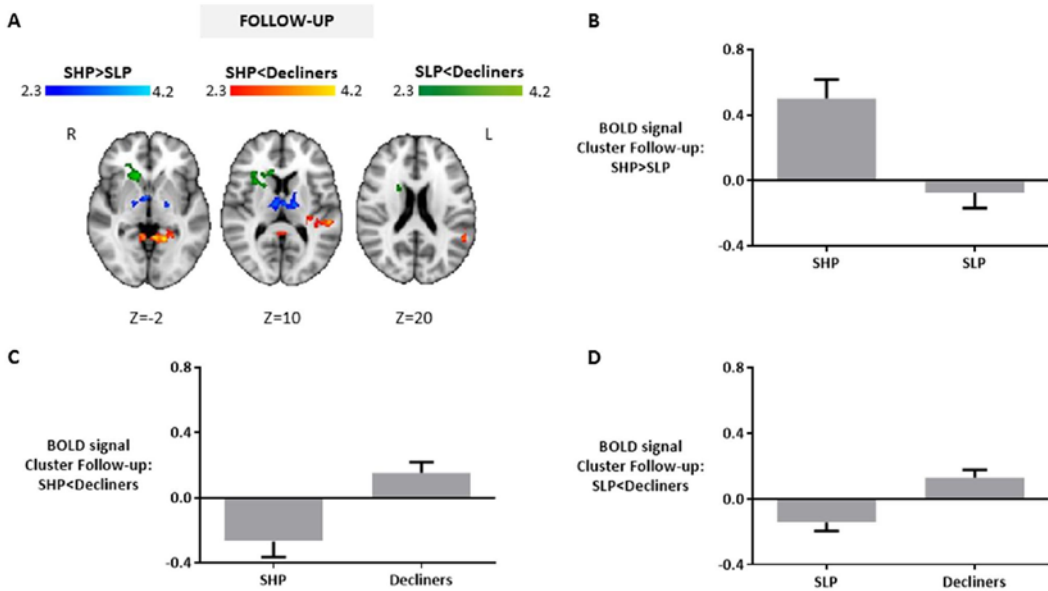 A
FOLLOW-UP
SHP>SLP
2.3 4.2
SHP<Decliners
2.3 4.2
SLP<Decliners
2.3 4.2
R
L
Z=-2
Z=10
Z=20
B
BOLD signal
Cluster Follow-up:
SHP>SLP
0.8
0.4
0.0
-0.4
SHP SLP
C
BOLD signal
Cluster Follow-up:
SHP<Decliners
0.8
0.4
0.0
-0.4
SHP Decliners
D
BOLD signal
Cluster Follow-up:
SLP<Decliners
0.8
0.4
0.0
-0.4
SLP Decliners